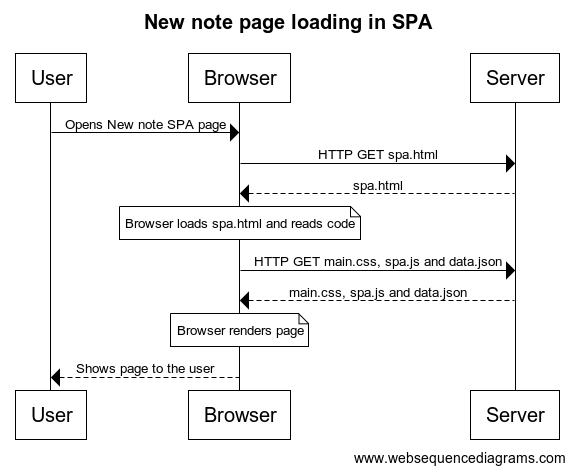 New note page loading in SPA
User
Browser
Server
Opens New note SPA page
HTTP GET spa.html
spa.html
Browser loads spa.html and reads code
HTTP GET main.css, spa.js and data.json
main.css, spa.js and data.json
Browser renders page
Shows page to the user
User
Browser
Server
www.websequencediagrams.com